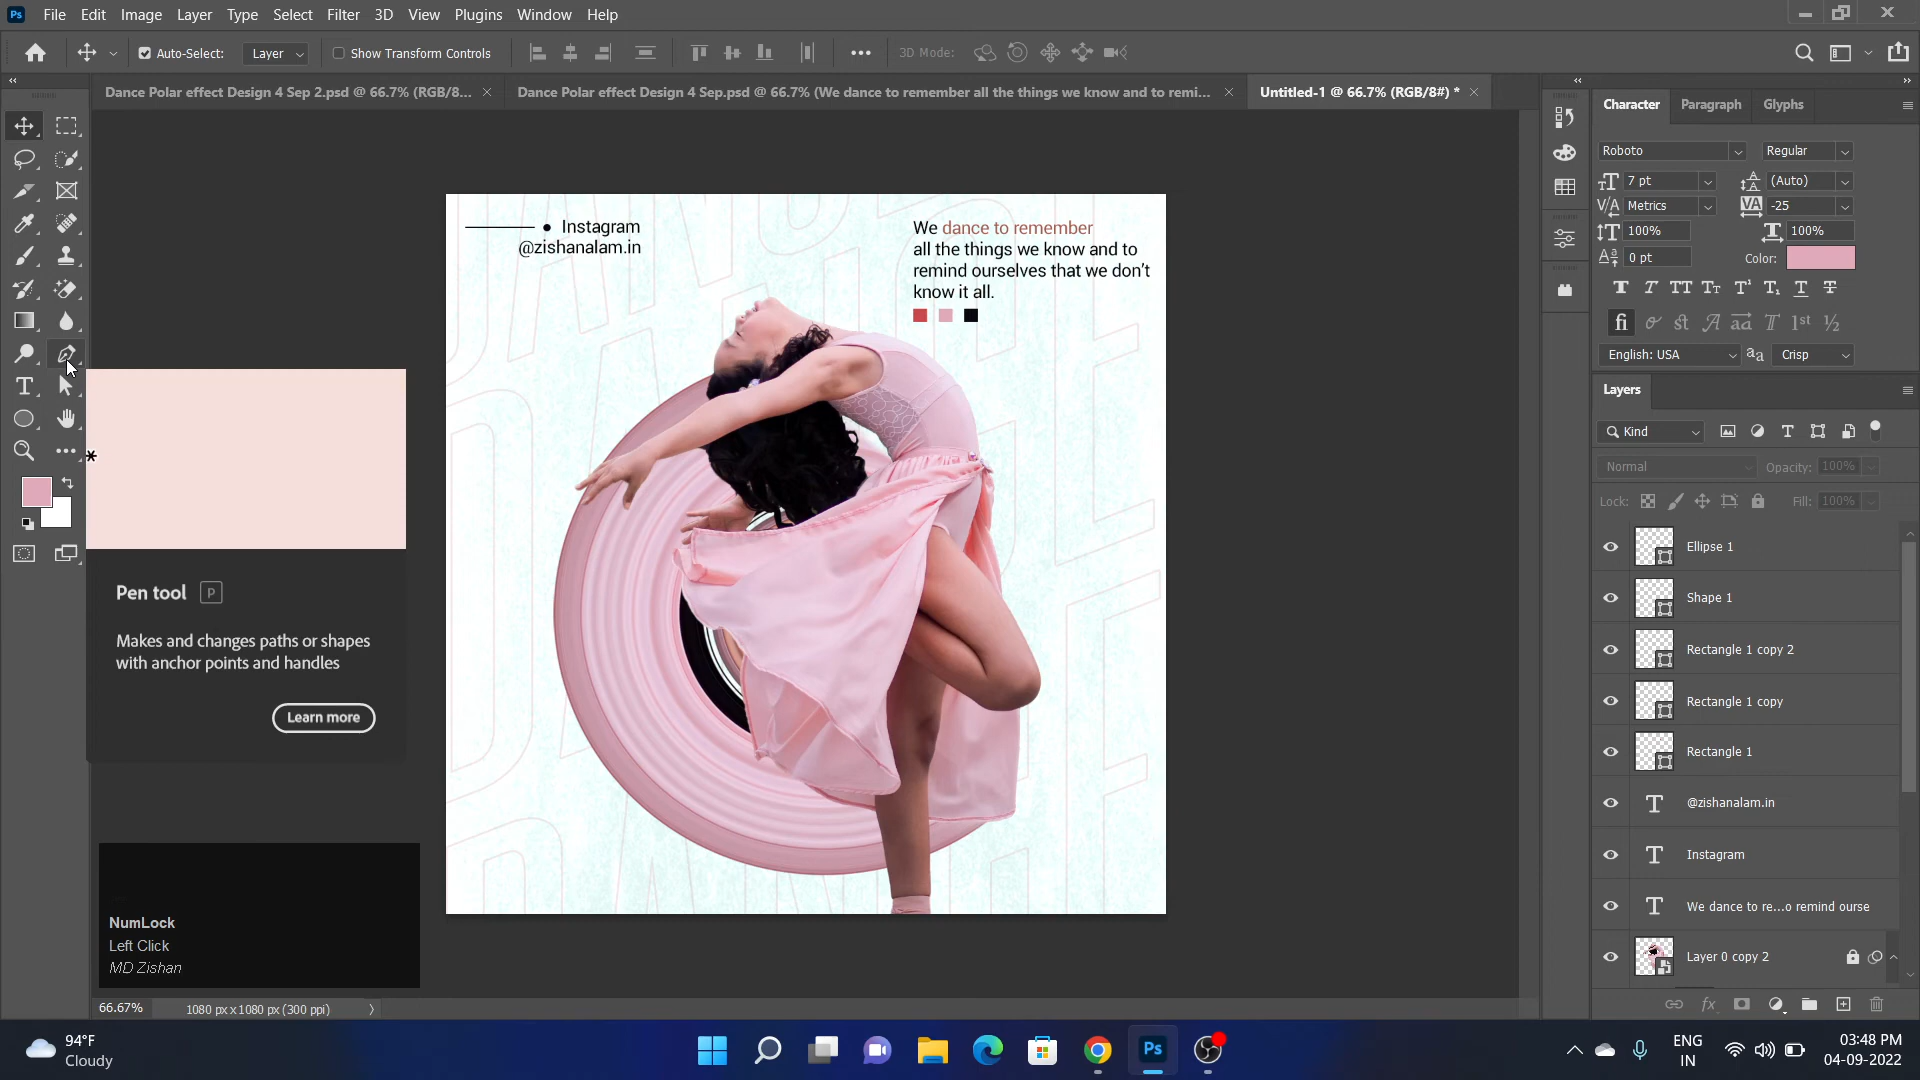 Ps File Edit Image Layer Type Select Filter 3D View Plugins Window Help
Auto-Select: Layer Show Transform Controls 3D Mode:
Dance Polar effect Design 4 Sep 2.psd @ 66.7% (RGB/8... Dance Polar effect Design 4 Sep.psd @ 66.7% (We dance to remember all the things we know and to remi... Untitled-1 @ 66.7% (RGB/8#) *
Character Paragraph Glyphs
Roboto Regular
7 pt (Auto)
Metrics -25
100% 100%
0 pt Color:
English: USA Crisp
Instagram
@zishanalam.in
We dance to remember
all the things we know and to
remind ourselves that we don't
know it all.
Pen tool P
Makes and changes paths or shapes
with anchor points and handles
Learn more
NumLock
Left Click
MD Zishan
66.67% 1080 px x 1080 px (300 ppi)
Layers
Kind
Normal Opacity: 100%
Lock: Fill: 100%
Ellipse 1
Shape 1
Rectangle 1 copy 2
Rectangle 1 copy
Rectangle 1
@zishanalam.in
Instagram
We dance to re...o remind ourse
Layer 0 copy 2
94°F
Cloudy
Ps
ENG
IN
03:48 PM
04-09-2022